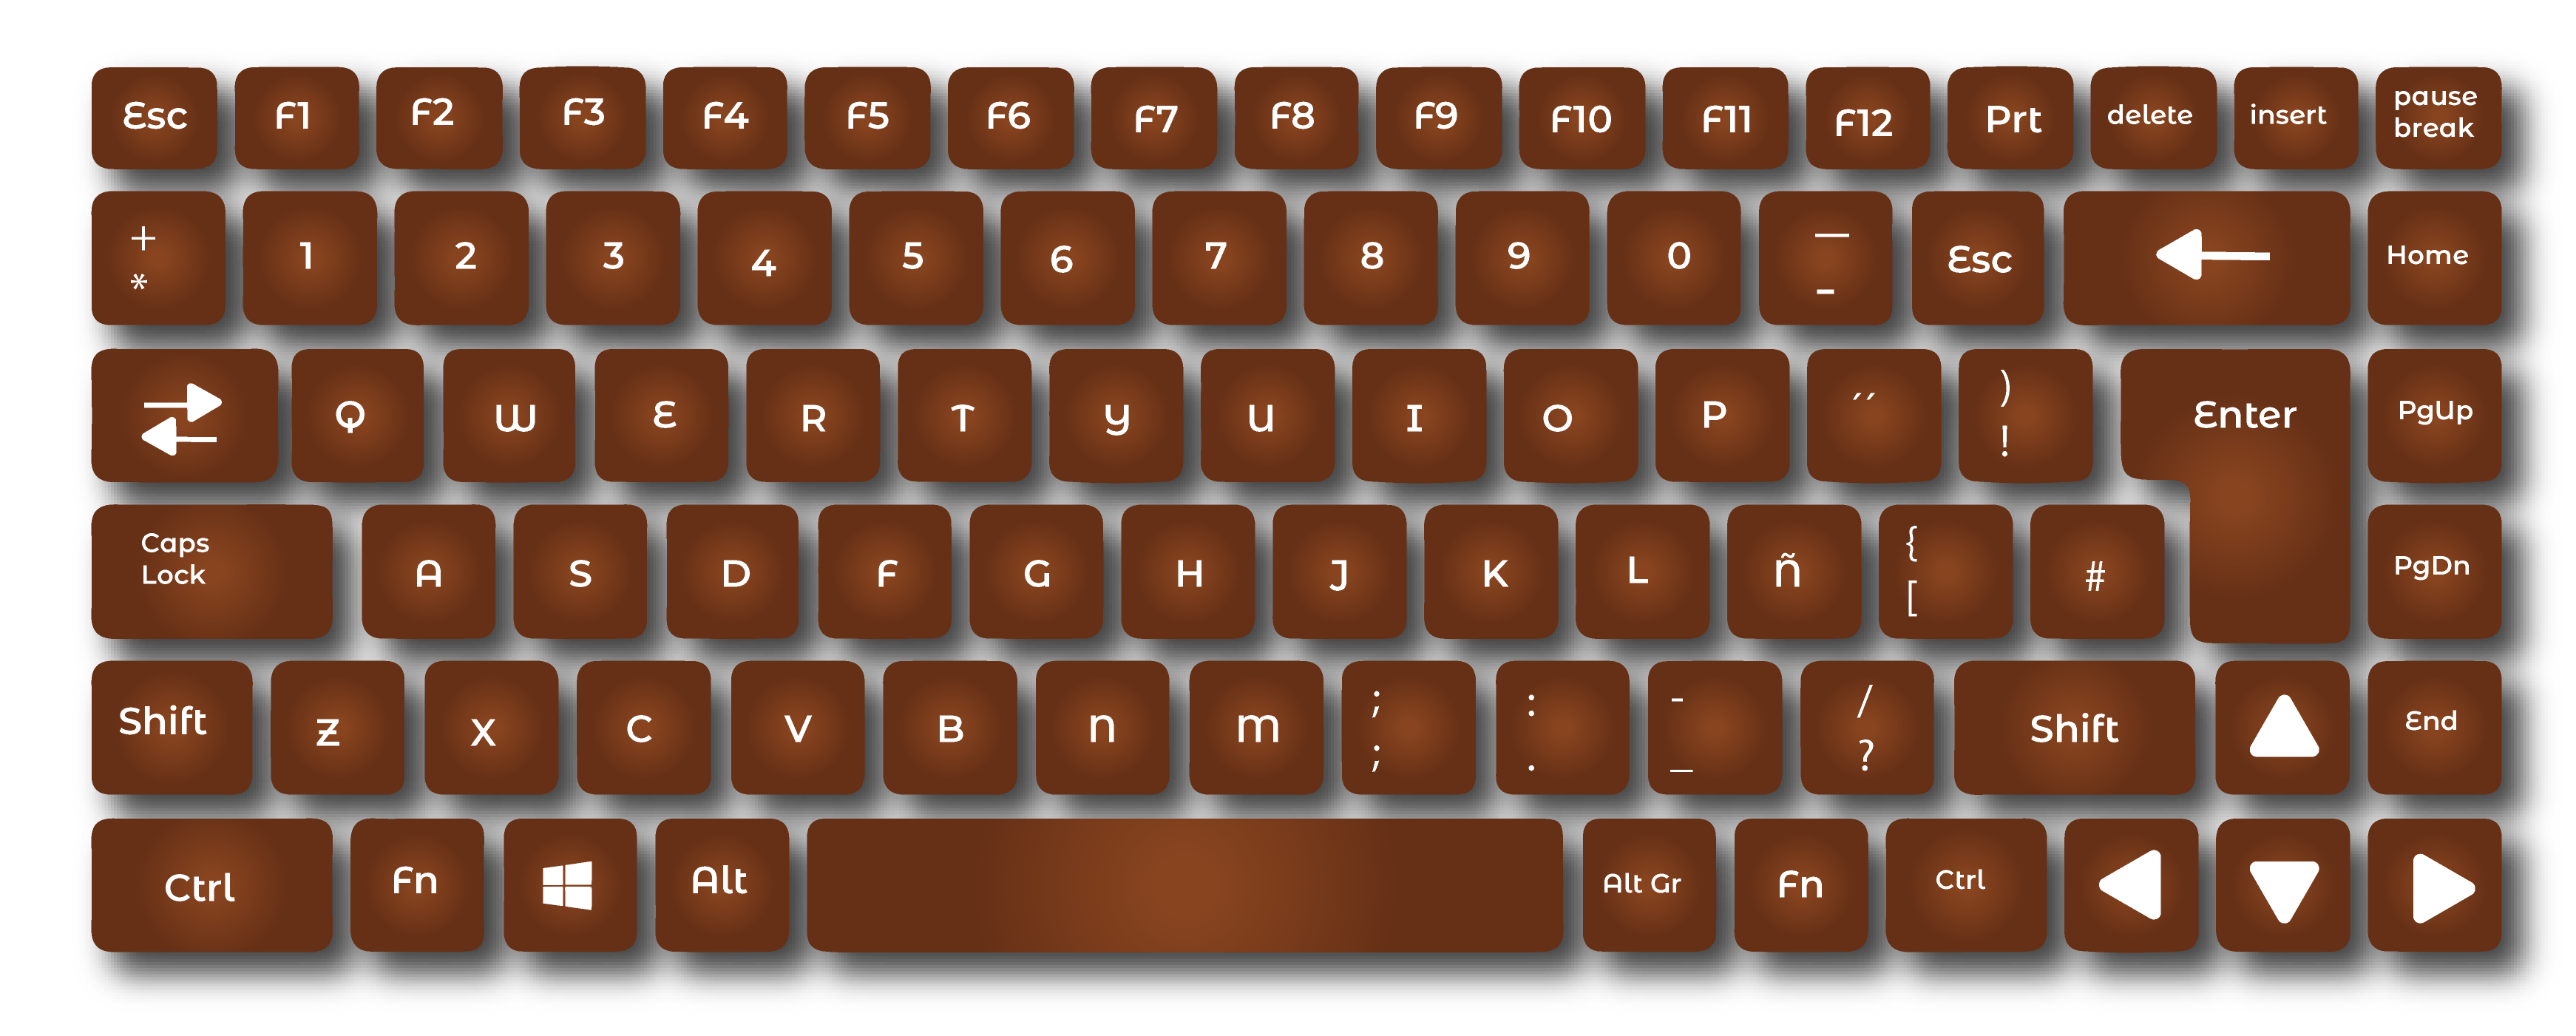 Esc F1 F2 F3 F4 F5 F6 F7 F8 F9 F10 F11 F12 Prt delete insert pause
break
+
*
1 2 3 4 5 6 7 8 9 0 —
-
Esc Home
Q W E R T Y U I O P ´´ )
!
Enter PgUp
Caps
Lock
A S D F G H J K L Ñ {
[
# PgDn
Shift Z X C V B N M ;
;
:
.
-
_
/
?
Shift End
Ctrl Fn Alt Alt Gr Fn Ctrl